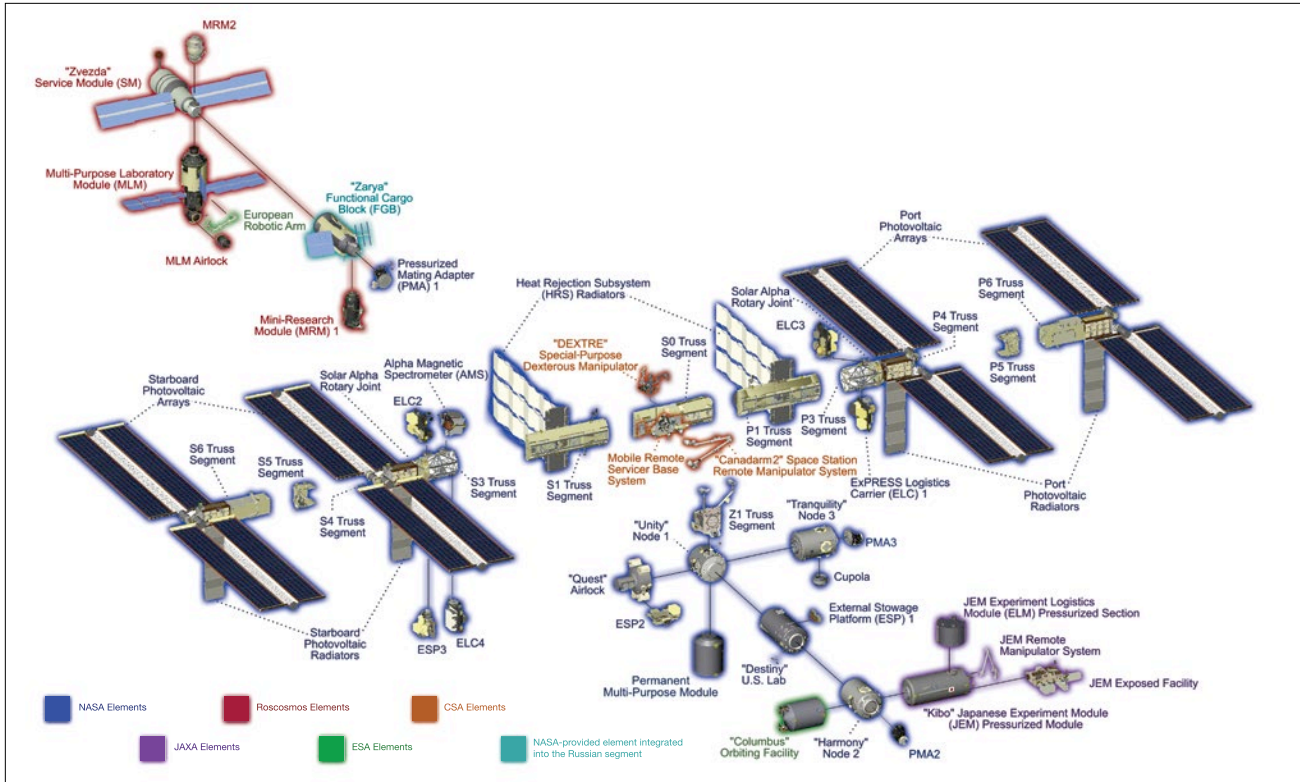 MRM2
"Zvezda"
Service Module (SM)
Multi-Purpose Laboratory
Module (MLM)
European
Robotic Arm
MLM Airlock
"Zarya"
Functional Cargo
Block (FGB)
Pressurized
Mating Adapter
(PMA) 1
Mini-Research
Module (MRM) 1
Heat Rejection Subsystem
(HRS) Radiators
Port
Photovoltaic
Arrays
Solar Alpha
Rotary Joint
P6 Truss
Segment
P4 Truss
Segment
ELC3
S0 Truss
Segment
"DEXTRE"
Special-Purpose
Dexterous Manipulator
P5 Truss
Segment
Alpha Magnetic
Spectrometer (AMS)
Solar Alpha
Rotary Joint
Starboard
Photovoltaic
Arrays
ELC2
P1 Truss
Segment
P3 Truss
Segment
Mobile Remote
Servicer Base
System
"Canadarm2" Space Station
Remote Manipulator System
ExPRESS Logistics
Carrier (ELC) 1
Port
Photovoltaic
Radiators
S6 Truss
Segment
S5 Truss
Segment
S3 Truss
Segment
S1 Truss
Segment
S4 Truss
Segment
Z1 Truss
Segment
"Tranquility"
Node 3
"Unity"
Node 1
PMA3
Cupola
"Quest"
Airlock
ESP2
External Stowage
Platform (ESP) 1
JEM Experiment Logistics
Module (ELM) Pressurized Section
JEM Remote
Manipulator System
JEM Exposed Facility
Starboard
Photovoltaic
Radiators
ESP3
ELC4
"Destiny"
U.S. Lab
Permanent
Multi-Purpose Module
"Kibo" Japanese Experiment Module
(JEM) Pressurized Module
"Columbus"
Orbiting Facility
"Harmony"
Node 2
PMA2
NASA Elements
Roscosmos Elements
CSA Elements
JAXA Elements
ESA Elements
NASA-provided element integrated
into the Russian segment